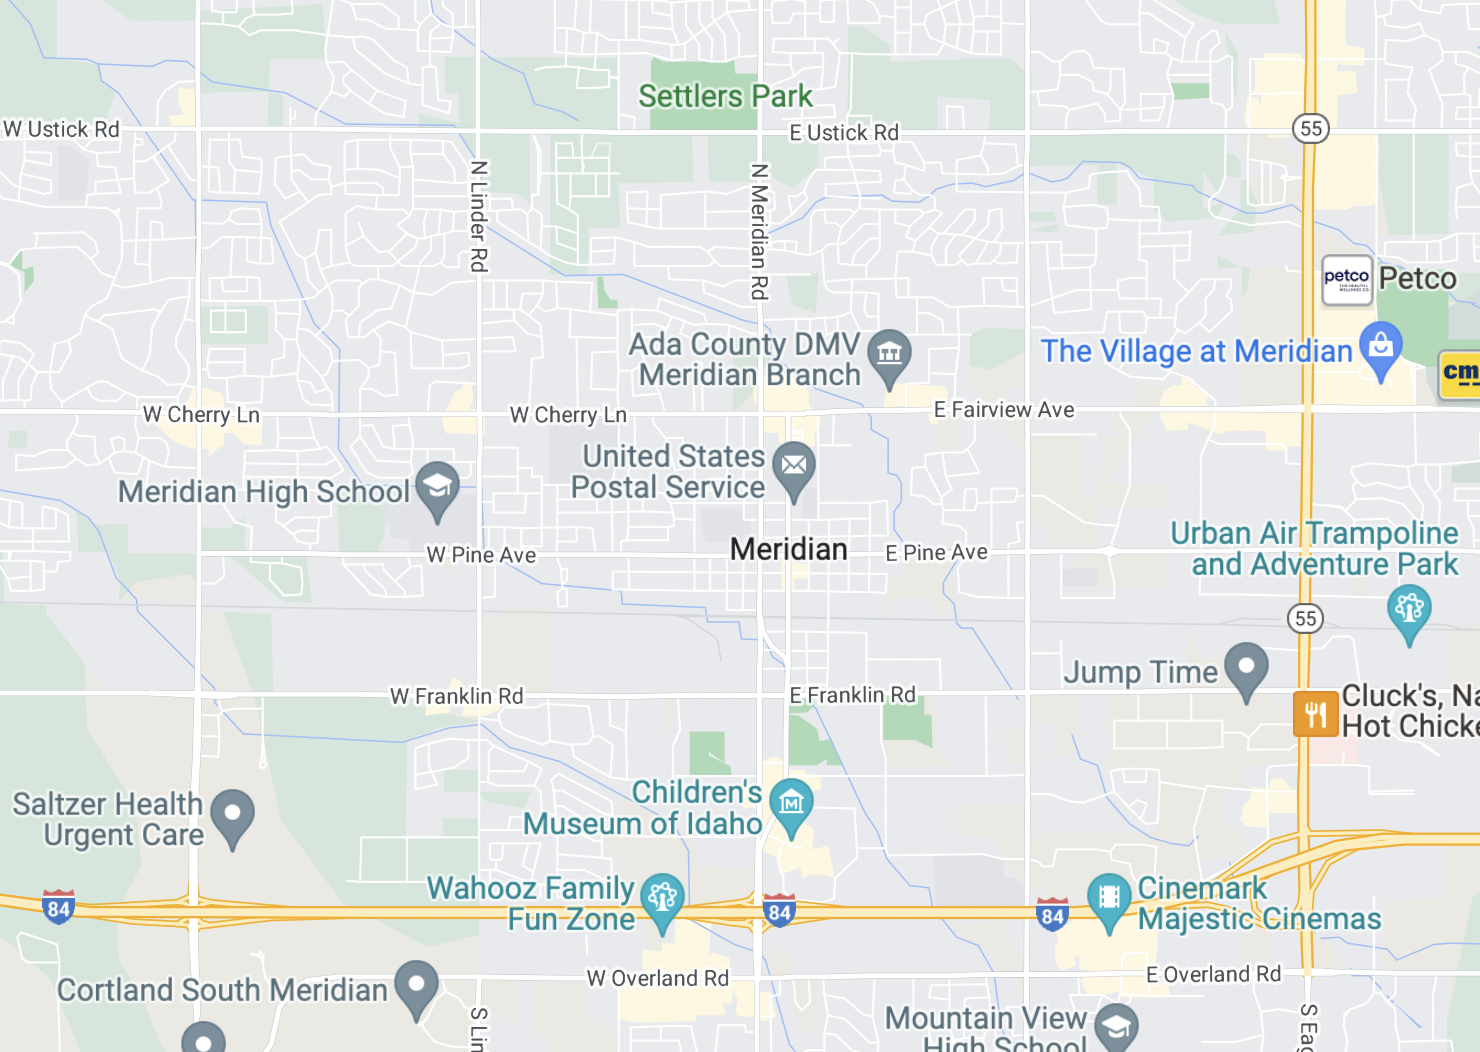 Settlers Park
W Ustick Rd
E Ustick Rd
55
N Linder Rd
N Meridian Rd
petco
Petco
Ada County DMV
Meridian Branch
The Village at Meridian
cm
W Cherry Ln
W Cherry Ln
E Fairview Ave
United States
Postal Service
Meridian High School
Urban Air Trampoline
and Adventure Park
W Pine Ave
Meridian
E Pine Ave
55
Jump Time
W Franklin Rd
E Franklin Rd
Cluck's, Na
Hot Chicke
Children's
Museum of Idaho
M
Saltzer Health
Urgent Care
Wahooz Family
Fun Zone
Cinemark
Majestic Cinemas
84
84
84
W Overland Rd
E Overland Rd
Cortland South Meridian
S Lin
Mountain View
High School
S Eag